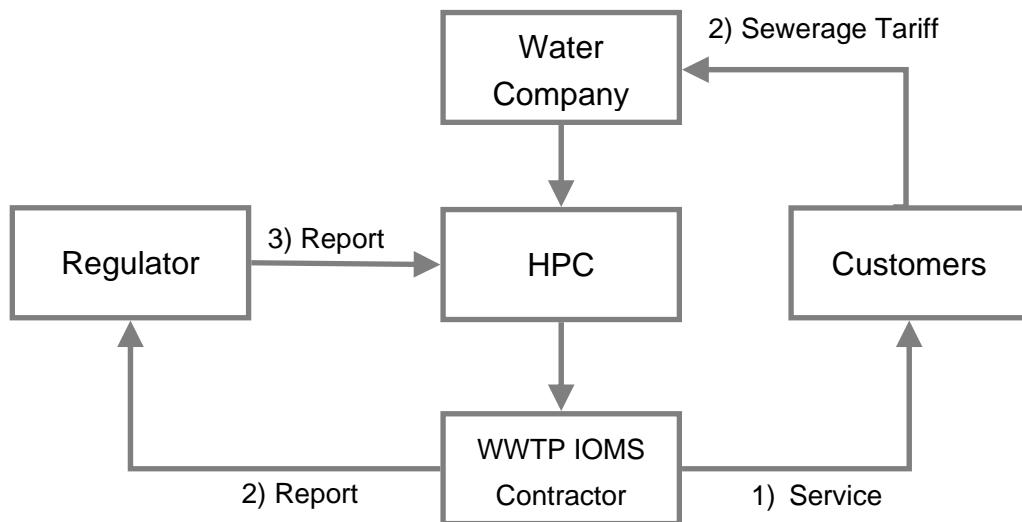 2) Sewerage Tariff
Water
Company
Regulator
3) Report
HPC
Customers
WWTP IOMS
Contractor
2) Report
1) Service